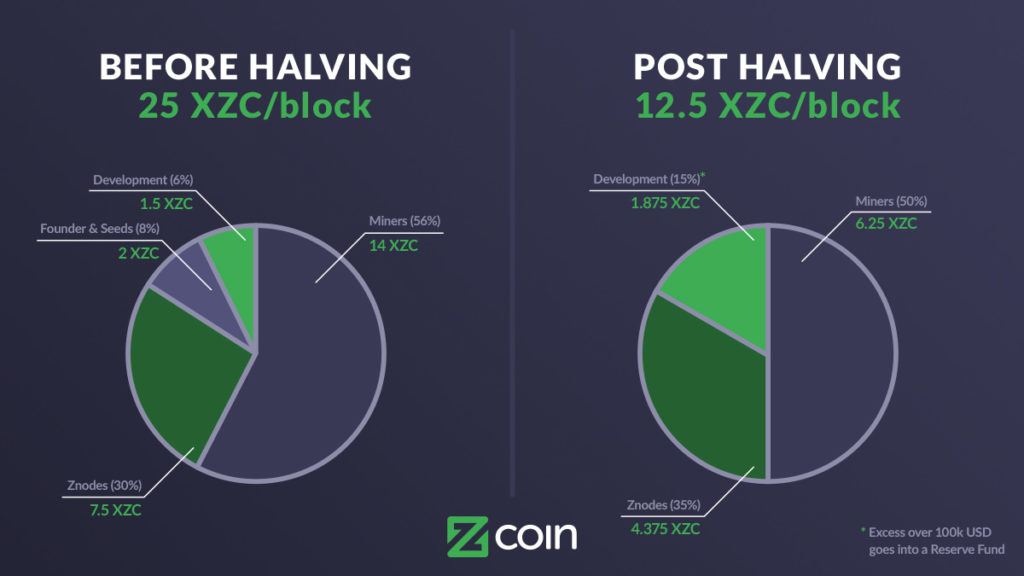 BEFORE HALVING
25 XZC/block
Development (6%)
1.5 XZC
Founder & Seeds (8%)
2 XZC
Miners (56%)
14 XZC
Znodes (30%)
7.5 XZC
POST HALVING
12.5 XZC/block
Development (15%)*
1.875 XZC
Miners (50%)
6.25 XZC
Znodes (35%)
4.375 XZC
Zcoin
* Excess over 100k USD
goes into a Reserve Fund